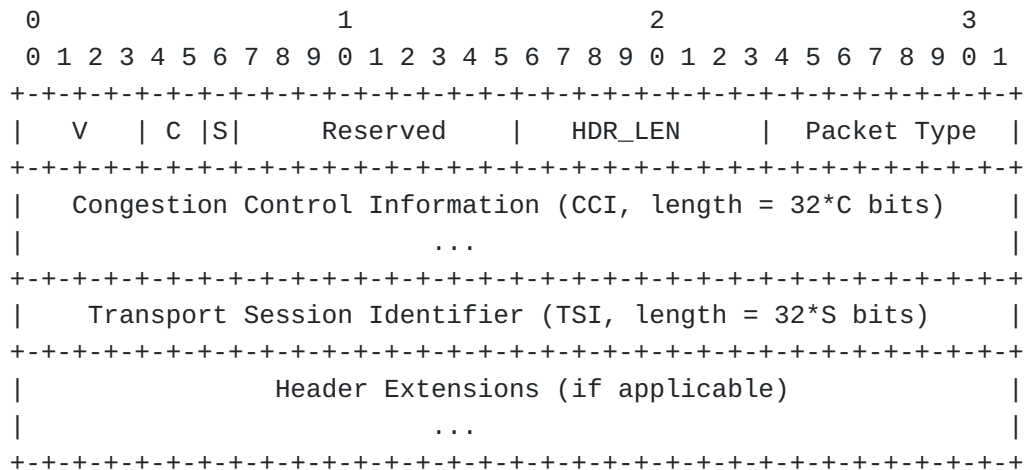 0                   1                   2                   3
 0 1 2 3 4 5 6 7 8 9 0 1 2 3 4 5 6 7 8 9 0 1 2 3 4 5 6 7 8 9 0 1
+-+-+-+-+-+-+-+-+-+-+-+-+-+-+-+-+-+-+-+-+-+-+-+-+-+-+-+-+-+-+-+-+
|   V   | C |S|     Reserved    |   HDR_LEN     |  Packet Type  |
+-+-+-+-+-+-+-+-+-+-+-+-+-+-+-+-+-+-+-+-+-+-+-+-+-+-+-+-+-+-+-+-+
|   Congestion Control Information (CCI, length = 32*C bits)    |
|                          ...                                  |
+-+-+-+-+-+-+-+-+-+-+-+-+-+-+-+-+-+-+-+-+-+-+-+-+-+-+-+-+-+-+-+-+
|    Transport Session Identifier (TSI, length = 32*S bits)     |
+-+-+-+-+-+-+-+-+-+-+-+-+-+-+-+-+-+-+-+-+-+-+-+-+-+-+-+-+-+-+-+-+
|                Header Extensions (if applicable)              |
|                          ...                                  |
+-+-+-+-+-+-+-+-+-+-+-+-+-+-+-+-+-+-+-+-+-+-+-+-+-+-+-+-+-+-+-+-+